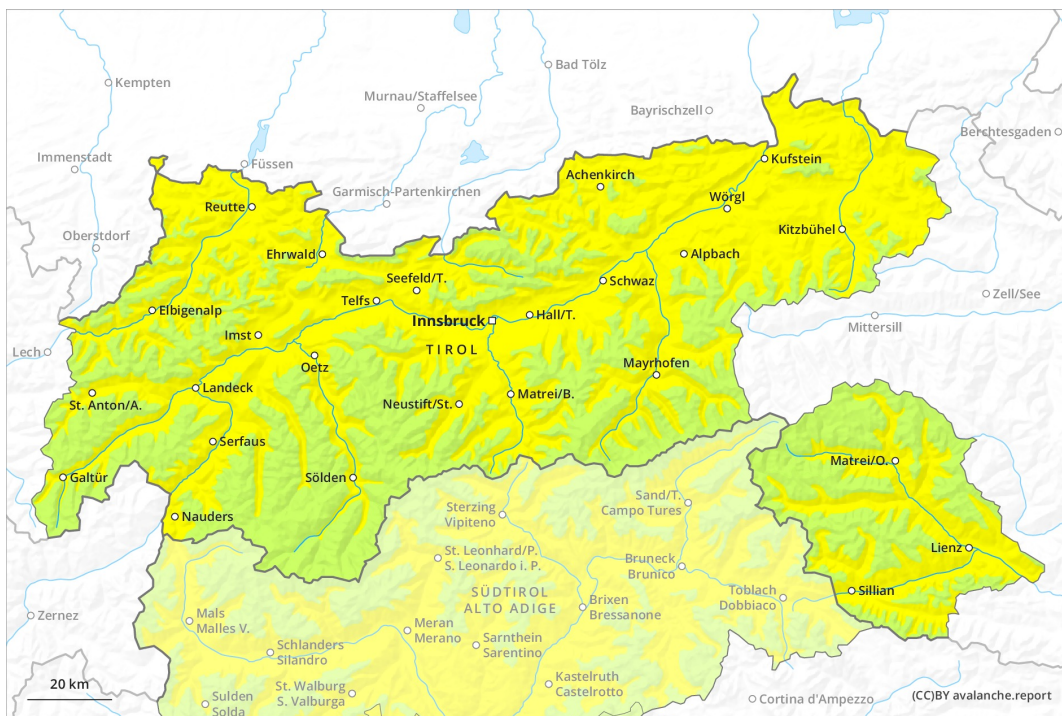 Kempten
Bad Tölz
Murnau/Staffelsee
Bayrischzell
Berchtesgaden
Immenstadt
Füssen
Kufstein
Achenkirch
Garmisch-Partenkirchen
Wörgl
Reutte
Oberstdorf
Kitzbühel
Ehrwald
Alpbach
Seefeld/T.
Schwaz
Telfs
Zell/See
Elbigenalp
Hall/T.
Innsbruck
Mittersill
Imst
Lech
TIROL
Oetz
Mayrhofen
Landeck
St. Anton/A.
Neustift/St.
Matrei/B.
Serfaus
Matrei/O.
Galtür
Sölden
Sand/T.
Campo Tures
Sterzing
Vipiteno
Nauders
Lienz
St. Leonhard/P.
S. Leonardo i. P.
Bruneck
Brunico
SÜDTIROL
ALTO ADIGE
Toblach
Dobbiaco
Sillian
Brixen
Bressanone
Zernez
Mals
Malles V.
Meran
Merano
Sarnthein
Sarentino
Schlanders
Silandro
Kastelruth
Castelrotto
20 km
St. Walburg
S. Valburga
Sulden
Solda
Cortina d'Ampezzo
(CC)BY avalanche.report